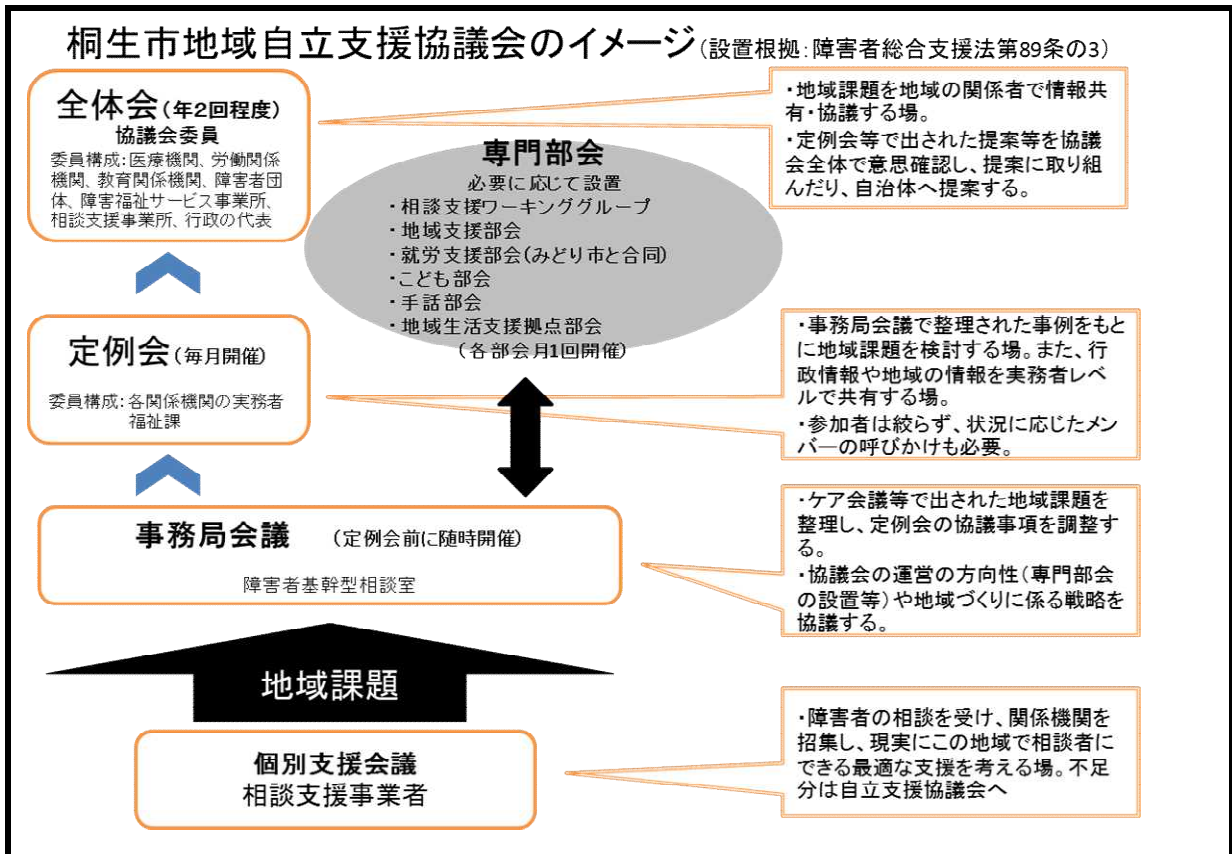 桐生市地域自立支援協議会のイメージ(設置根拠:障害者総合支援法第89条の3)
全体会(年2回程度)
協議会委員
委員構成:医療機関、労働関係
機関、教育関係機関、障害者団
体、障害福祉サービス事業所、
相談支援事業所、行政の代表
・地域課題を地域の関係者で情報共
有・協議する場。
・定例会等で出された提案等を協議
会全体で意思確認し、提案に取り組
んだり、自治体へ提案する。
専門部会
必要に応じて設置
・相談支援ワーキンググループ
・地域支援部会
・就労支援部会(みどり市と合同)
・こども部会
・手話部会
・地域生活支援拠点部会
(各部会月1回開催)
定例会(毎月開催)
委員構成:各関係機関の実務者
福祉課
・事務局会議で整理された事例をもと
に地域課題を検討する場。また、行
政情報や地域の情報を実務者レベ
ルで共有する場。
・参加者は絞らず、状況に応じたメン
バーの呼びかけも必要。
事務局会議 (定例会前に随時開催)
障害者基幹型相談室
・ケア会議等で出された地域課題を
整理し、定例会の協議事項を調整す
る。
・協議会の運営の方向性(専門部会
の設置等)や地域づくりに係る戦略を
協議する。
地域課題
個別支援会議
相談支援事業者
・障害者の相談を受け、関係機関を
招集し、現実にこの地域で相談者に
できる最適な支援を考える場。不足
分は自立支援協議会へ